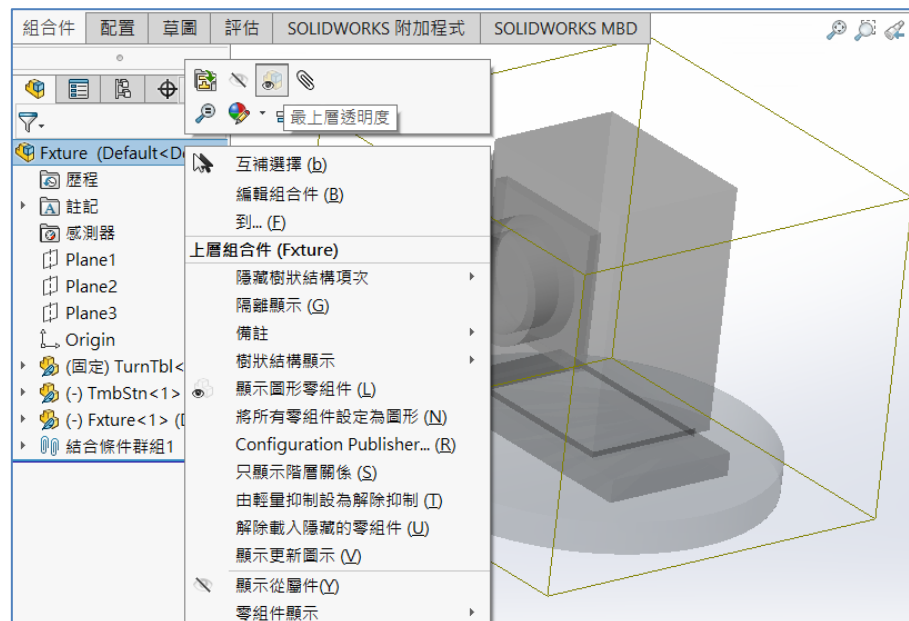 組合件 配置 草圖 評估 SOLIDWORKS 附加程式 SOLIDWORKS MBD
最上層透明度
Fxture (Default<D
歷程
註記
感測器
Plane1
Plane2
Plane3
Origin
(固定) TurnTbl<
(-) TmbStn<1>
(-) Fxture<1> (D
結合條件群組1
互補選擇 (b)
編輯組合件 (B)
到... (F)
上層組合件 (Fxture)
隱藏樹狀結構項次
隔離顯示 (G)
備註
樹狀結構顯示
顯示圖形零組件 (L)
將所有零組件設定為圖形 (N)
Configuration Publisher... (R)
只顯示階層關係 (S)
由輕量抑制設為解除抑制 (T)
解除載入隱藏的零組件 (U)
顯示更新圖示 (V)
顯示從屬件(Y)
零組件顯示